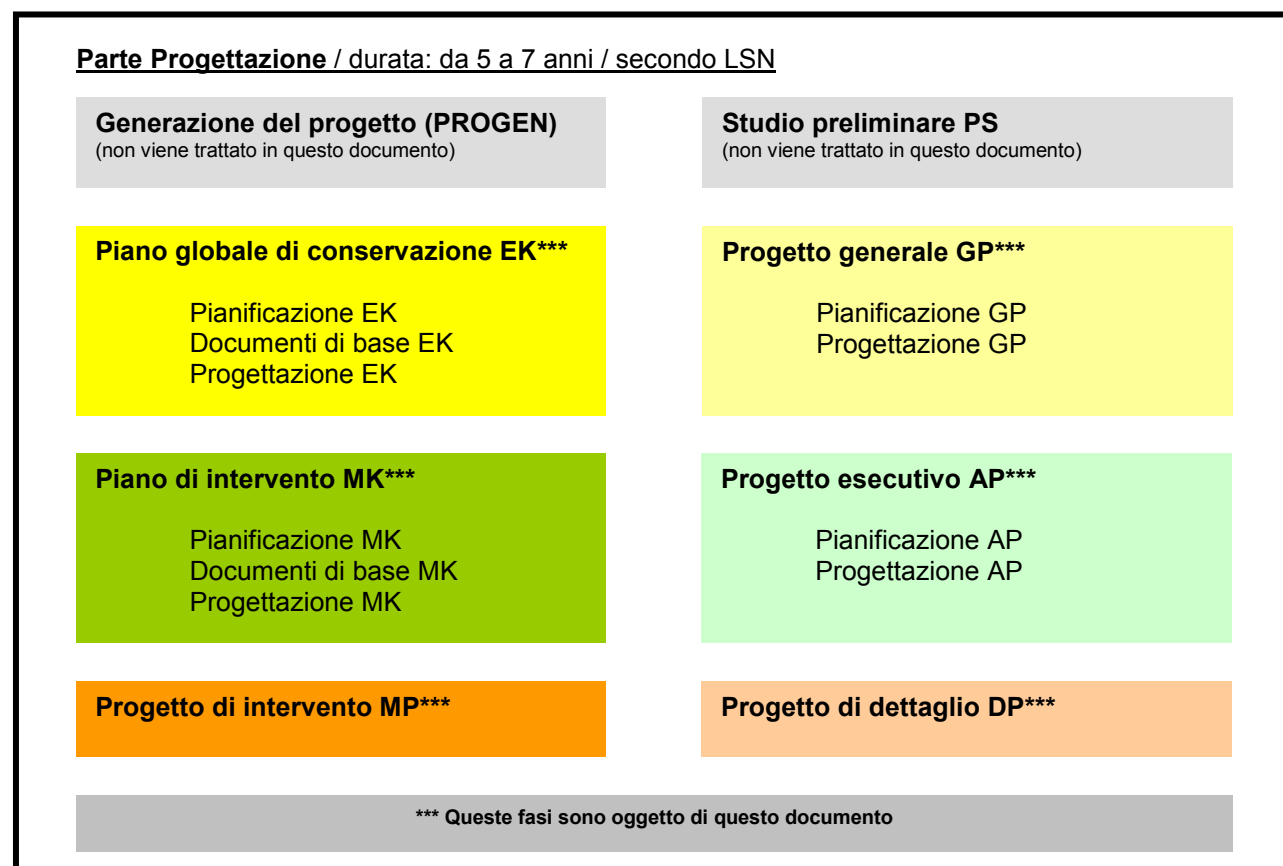 Parte Progettazione / durata: da 5 a 7 anni / secondo LSN
Generazione del progetto (PROGEN)
(non viene trattato in questo documento)
Studio preliminare PS
(non viene trattato in questo documento)
Piano globale di conservazione EK***
Pianificazione EK
Documenti di base EK
Progettazione EK
Progetto generale GP***
Pianificazione GP
Progettazione GP
Piano di intervento MK***
Pianificazione MK
Documenti di base MK
Progettazione MK
Progetto esecutivo AP***
Pianificazione AP
Progettazione AP
Progetto di intervento MP***
Progetto di dettaglio DP***
*** Queste fasi sono oggetto di questo documento